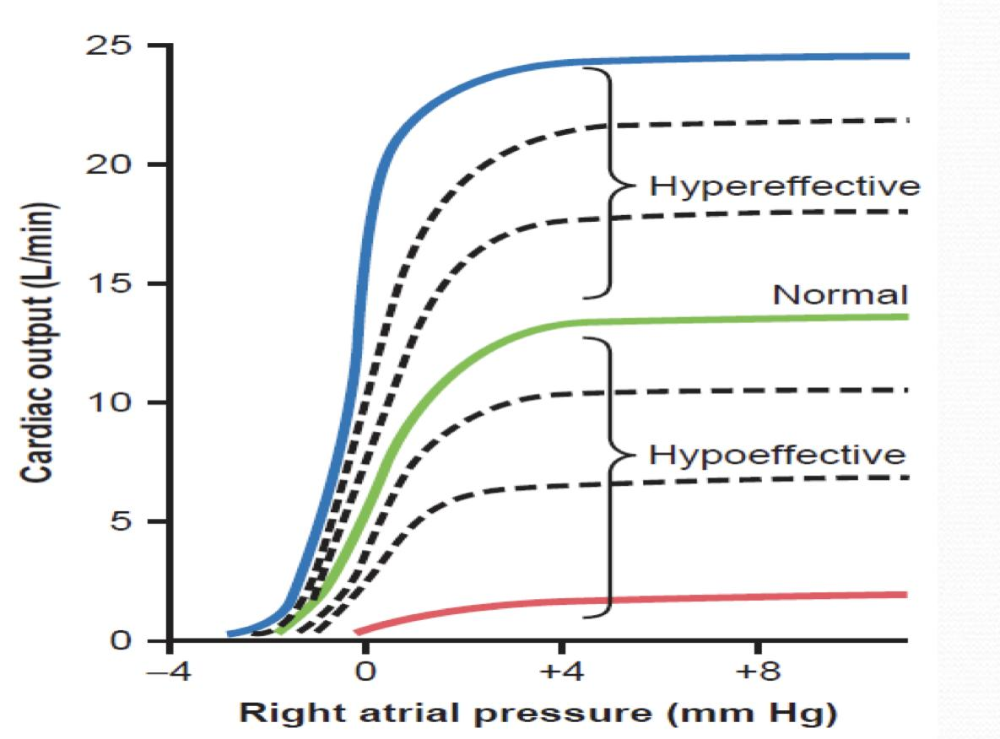 25
20
Hypereffective
15
Normal
10
Hypoeffective
5
0
–4
0
+4
+8
Cardiac output (L/min)
Right atrial pressure (mm Hg)